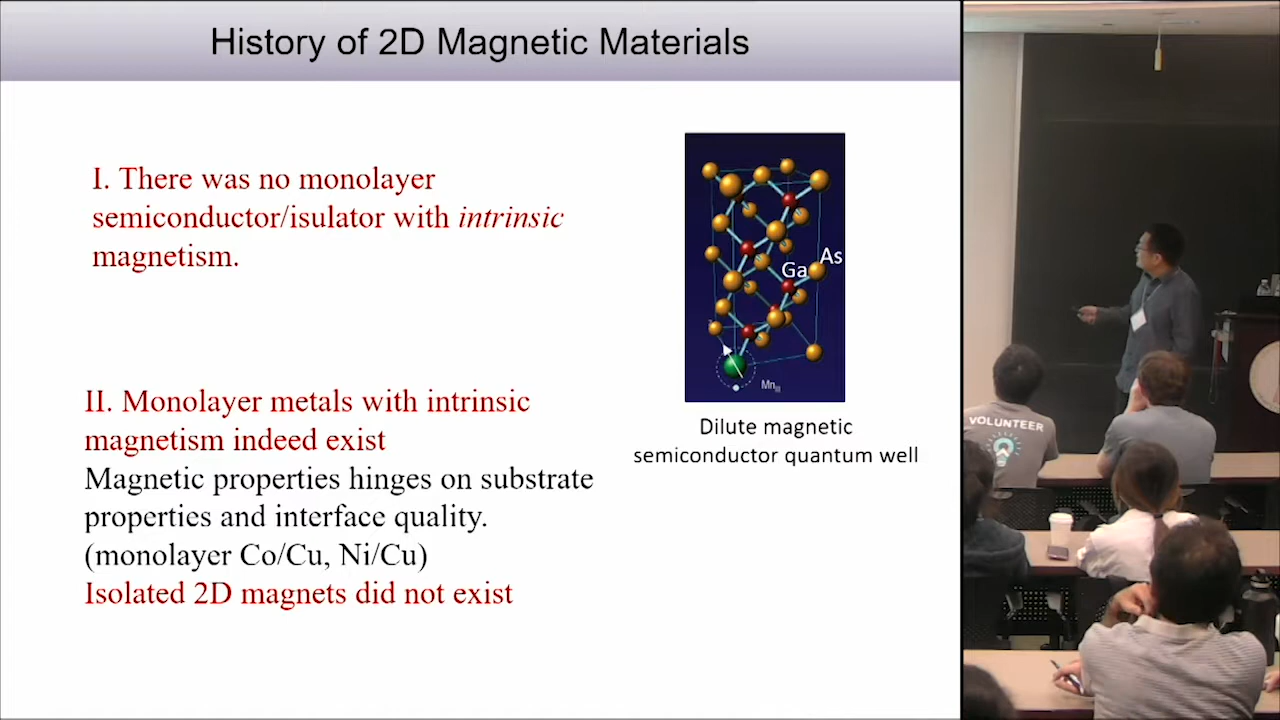 History of 2D Magnetic Materials
I. There was no monolayer
semiconductor/isulator with intrinsic
magnetism.
II. Monolayer metals with intrinsic
magnetism indeed exist
Magnetic properties hinges on substrate
properties and interface quality.
(monolayer Co/Cu, Ni/Cu)
Isolated 2D magnets did not exist
As
Ga
Dilute magnetic
semiconductor quantum well
VOLUNTEER